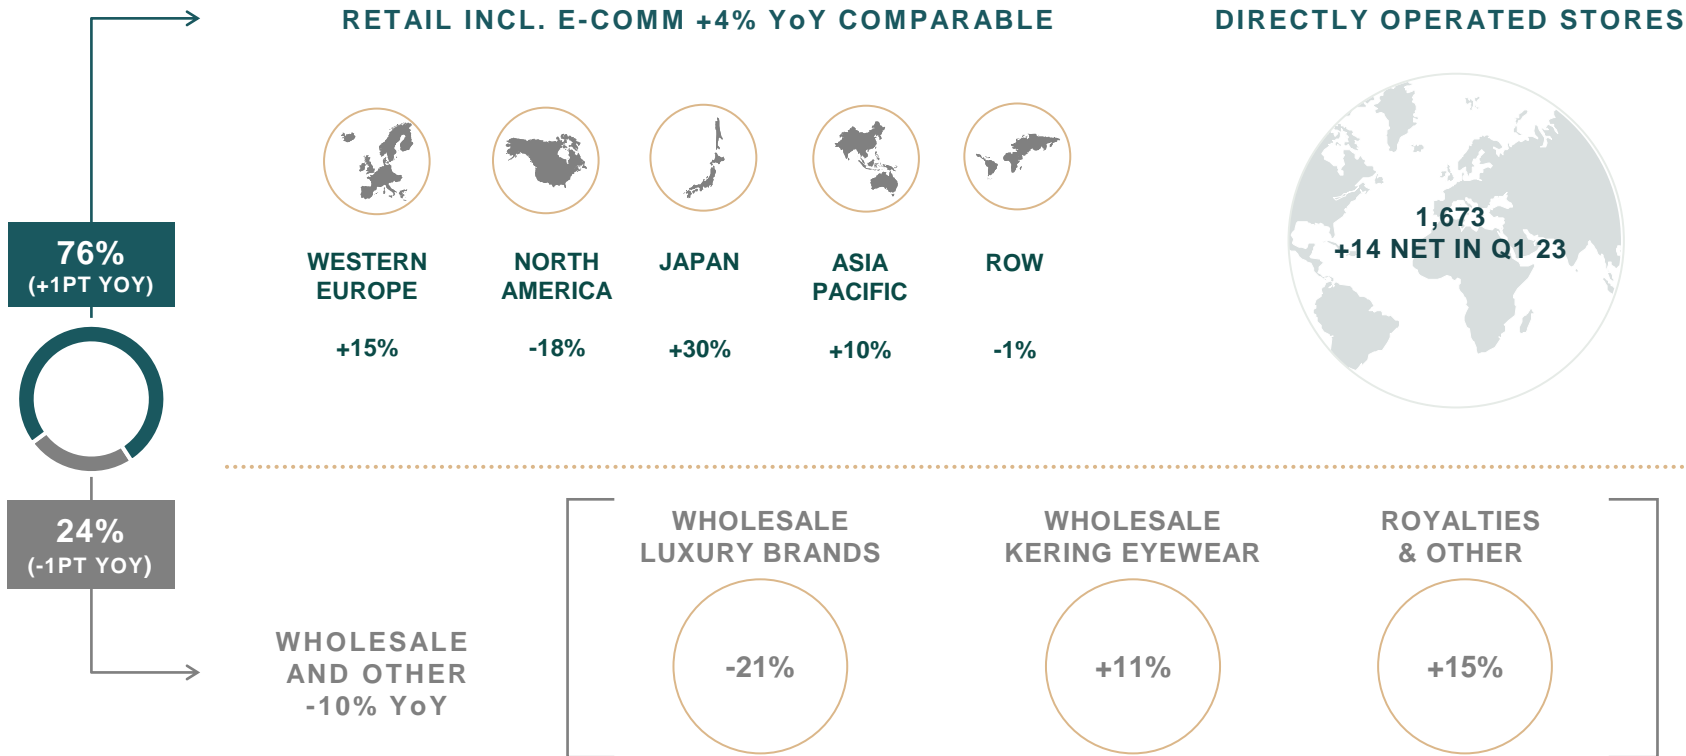 RETAIL INCL. E-COMM +4% YoY COMPARABLE
DIRECTLY OPERATED STORES
76%
(+1PT YOY)
WESTERN
EUROPE
+15%
NORTH
AMERICA
-18%
JAPAN
+30%
ASIA
PACIFIC
+10%
ROW
-1%
1,673
+14 NET IN Q1 23
24%
(-1PT YOY)
WHOLESALE
AND OTHER
-10% YoY
WHOLESALE
LUXURY BRANDS
-21%
WHOLESALE
KERING EYEWEAR
+11%
ROYALTIES
& OTHER
+15%